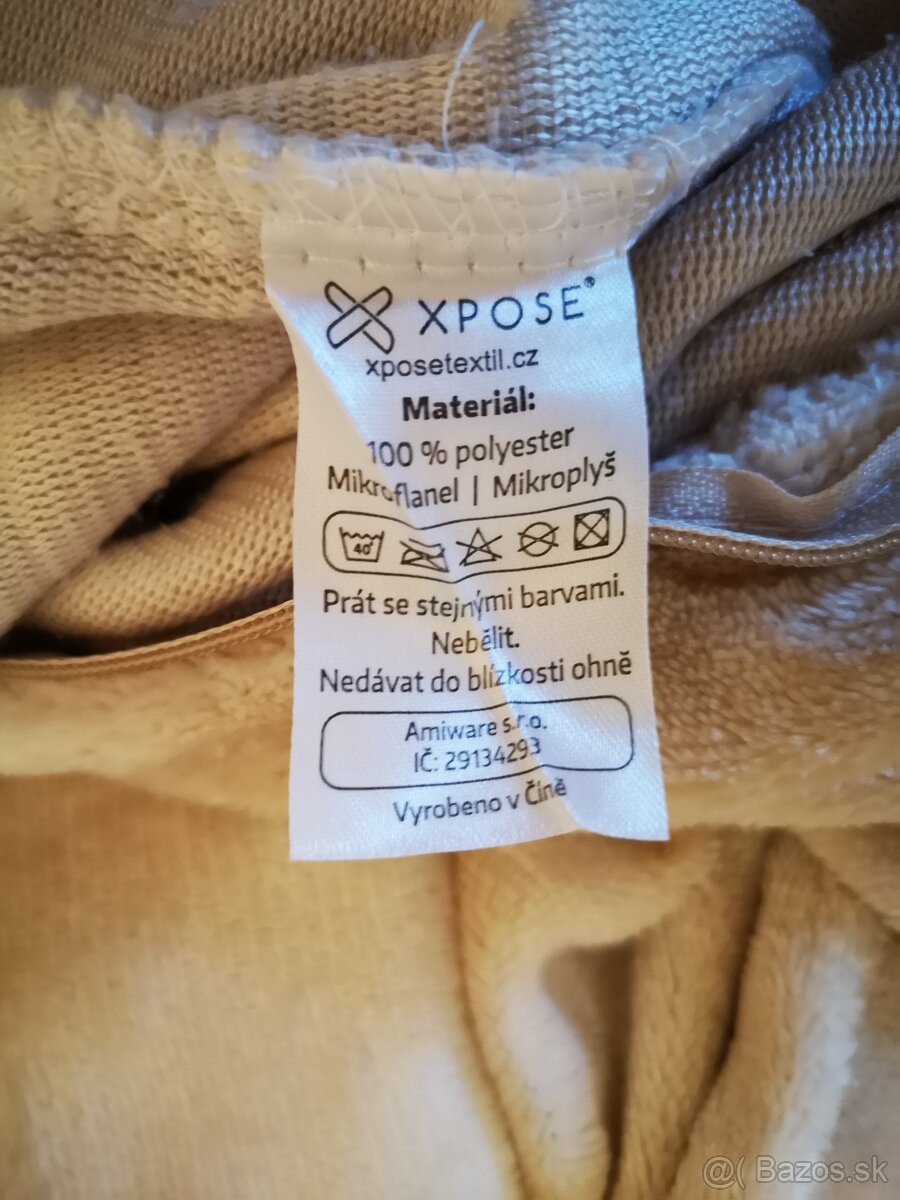 XPOSE®
xposetextil.cz
Materiál:
100 % polyester
Mikroflanel | Mikroplyš
40
Prát se stejnými barvami.
Nebělit.
Nedávat do blízkosti ohně
Amiware s.r.o.
IČ: 29134293
Vyrobeno v Číně
@( Bazos.sk